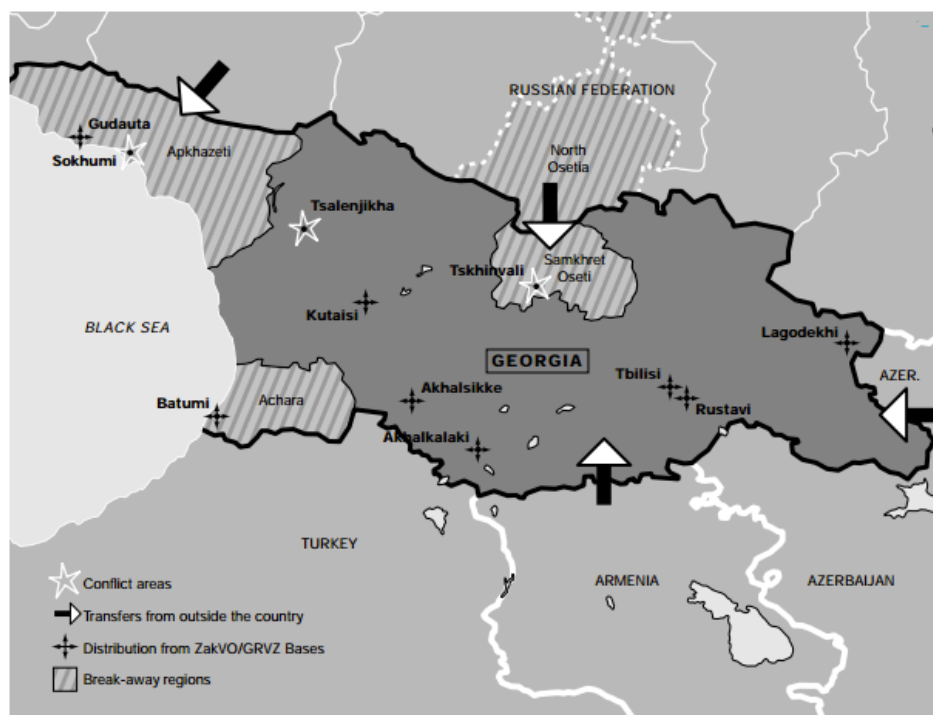 RUSSIAN FEDERATION
Gudauta
Sokhumi
Apkhazeti
North
Osetia
Tsalenjikha
Tskhinvali
Samkhret
Oseti
Kutaisi
BLACK SEA
Lagodekhi
GEORGIA
Tbilisi
AZER.
Akhalsikke
Achara
Rustavi
Batumi
Akhalkalaki
TURKEY
ARMENIA
AZERBAIJAN
Conflict areas
Transfers from outside the country
Distribution from ZakVO/GRVZ Bases
Break-away regions